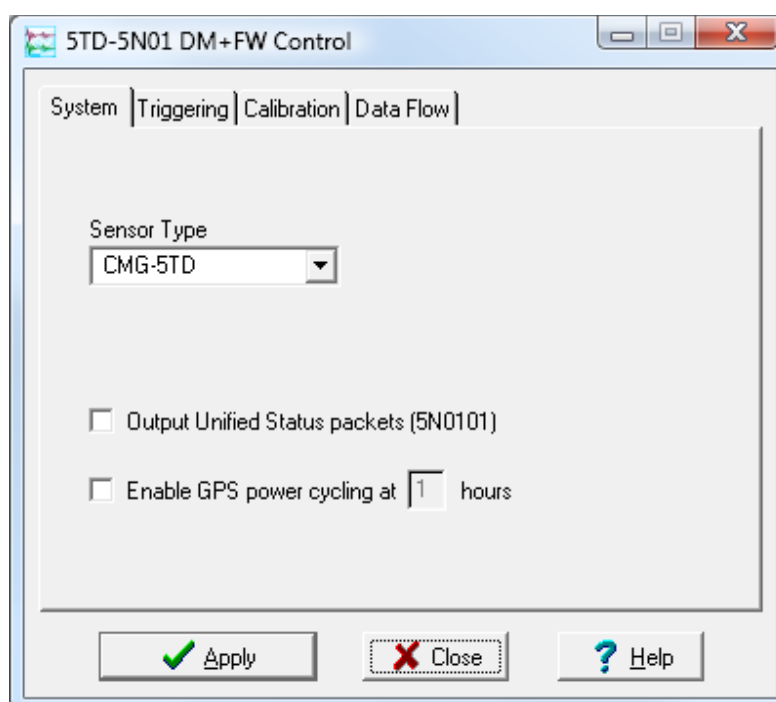 5TD-5N01 DM+FW Control
System Triggering Calibration Data Flow
Sensor Type
CMG-5TD
Output Unified Status packets (5N0101)
Enable GPS power cycling at 1 hours
Apply Close Help